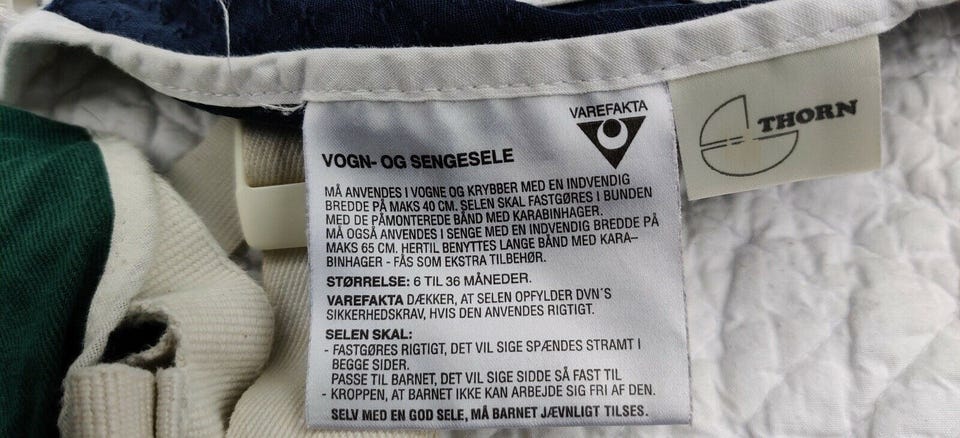 VAREFAKTA
THORN
VOGN- OG SENGESELE
MÅ ANVENDES I VOGNE OG KRYBBER MED EN INDVENDIG
BREDDE PÅ MAKS 40 CM. SELEN SKAL FASTGØRES I BUNDEN
MED DE PÅMONTEREDE BÅND MED KARABINHAGER.
MÅ OGSÅ ANVENDES I SENGE MED EN INDVENDIG BREDDE PÅ
MAKS 65 CM. HERTIL BENYTTES LANGE BÅND MED KARA-
BINHAGER - FÅS SOM EKSTRA TILBEHØR.
STØRRELSE: 6 TIL 36 MÅNEDER.
VAREFAKTA DÆKKER, AT SELEN OPFYLDER DVN´S
SIKKERHEDSKRAV, HVIS DEN ANVENDES RIGTIGT.
SELEN SKAL:
- FASTGØRES RIGTIGT, DET VIL SIGE SPÆNDES STRAMT I
BEGGE SIDER.
PASSE TIL BARNET, DET VIL SIGE SIDDE SÅ FAST TIL
- KROPPEN, AT BARNET IKKE KAN ARBEJDE SIG FRI AF DEN.
SELV MED EN GOD SELE, MÅ BARNET JÆVNLIGT TILSES.